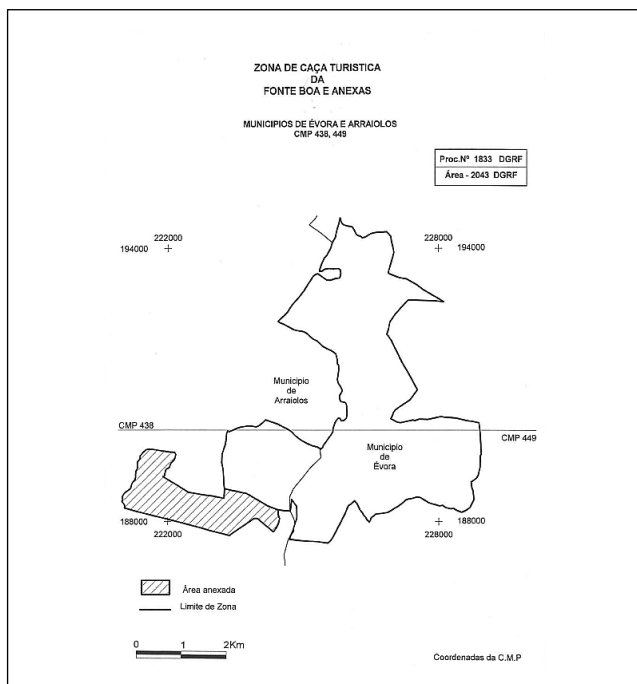 ZONA DE CAÇA TURISTICA
DA
FONTE BOA E ANEXAS
MUNICIPIOS DE ÉVORA E ARRAIOLOS
CMP 438, 449
Proc.Nº 1833 DGRF
Área - 2043 DGRF
222000
194000
228000
194000
Municipio
de
Arraiolos
CMP 438
CMP 449
Municipio
de
Évora
188000
222000
188000
228000
Área anexada
Limite de Zona
0 1 2Km
Coordenadas da C.M.P